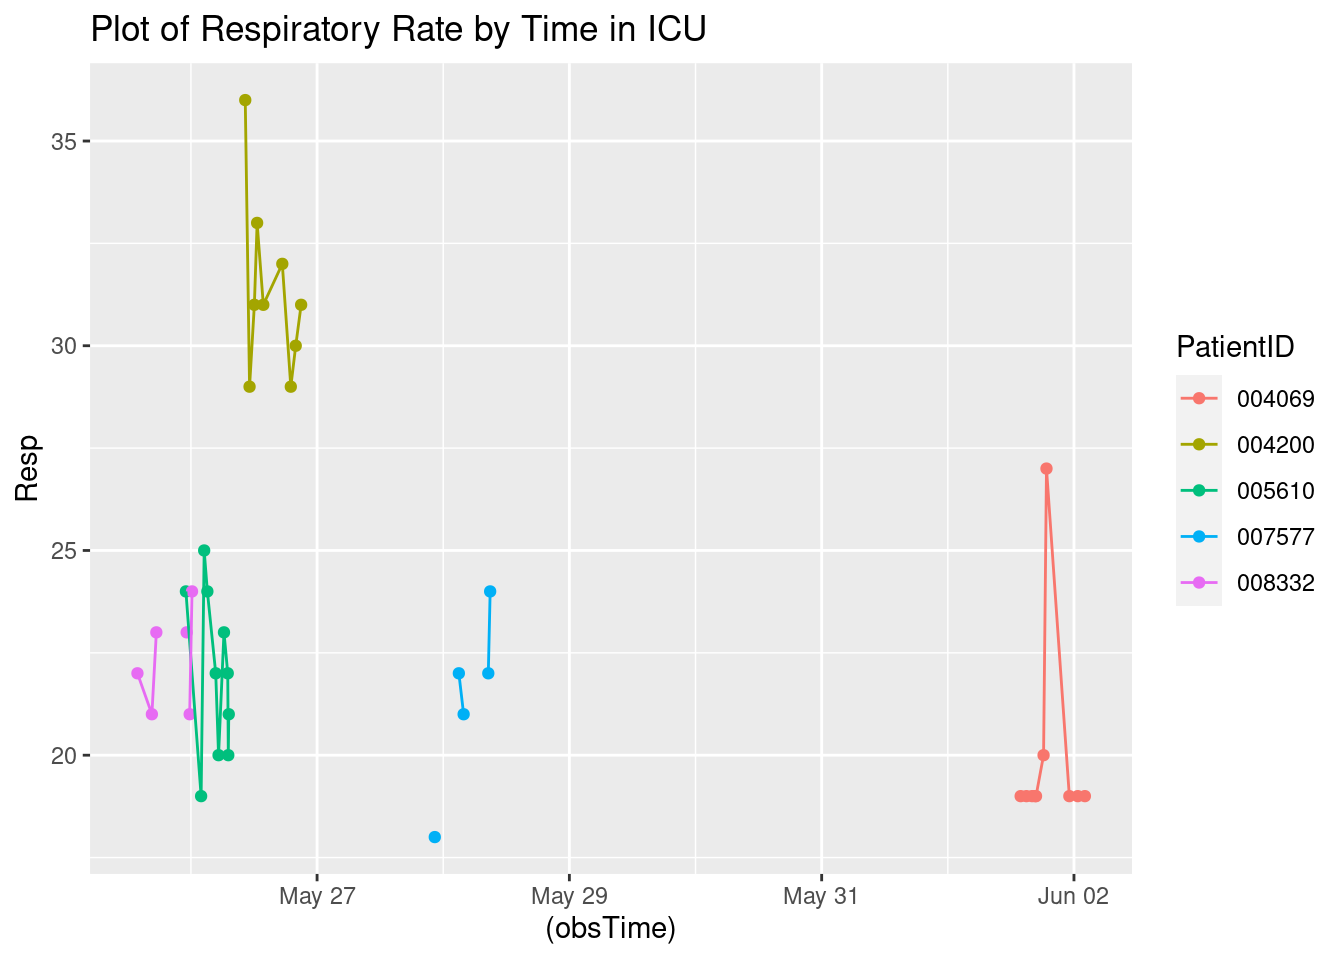 Plot of Respiratory Rate by Time in ICU
35
30
25
20
Resp
May 27
May 29
May 31
Jun 02
(obsTime)
PatientID
004069
004200
005610
007577
008332